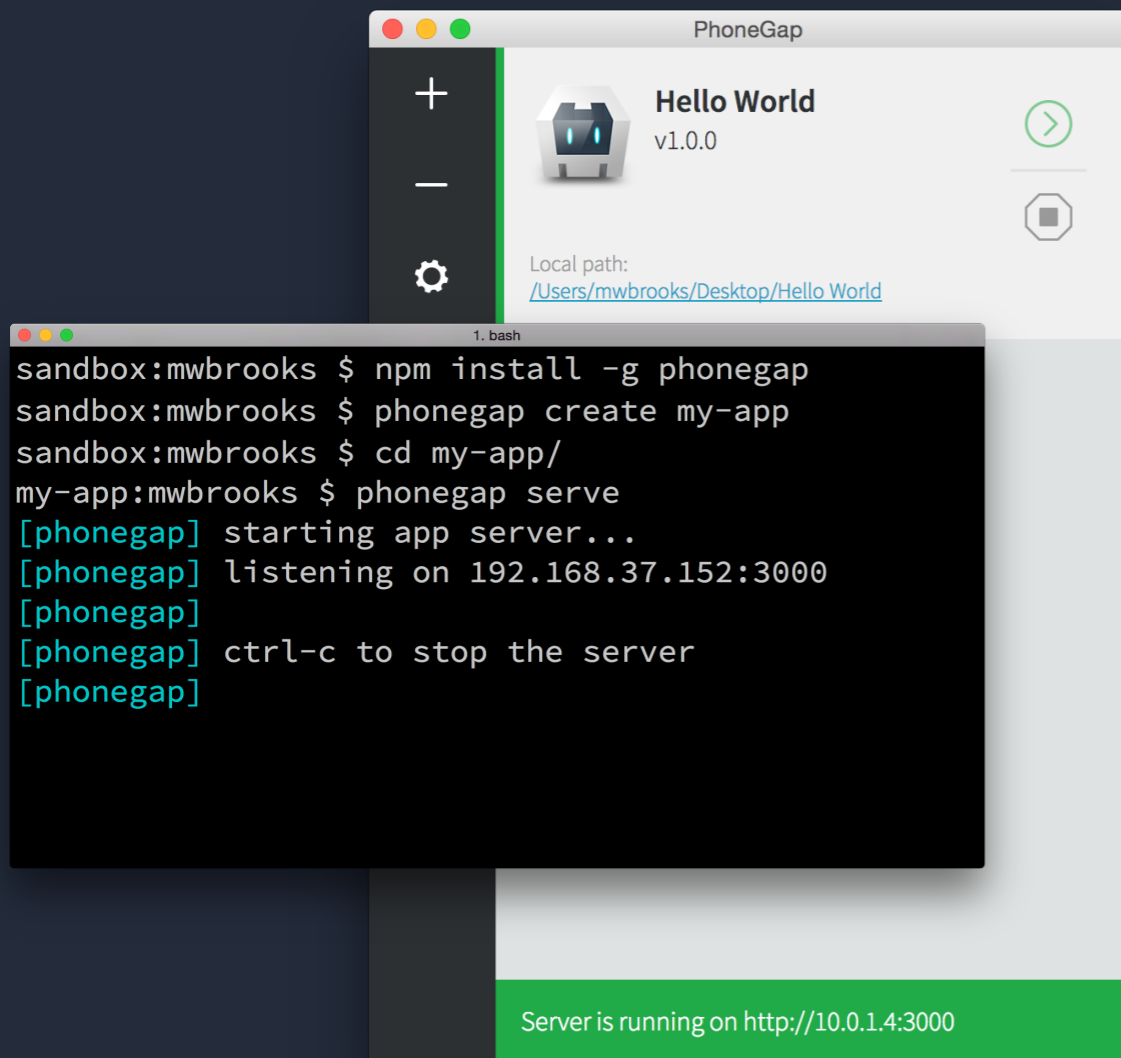 PhoneGap
Hello World
v1.0.0
Local path:
/Users/mwbrooks/Desktop/Hello World
1. bash
sandbox:mwbrooks $ npm install -g phonegap
sandbox:mwbrooks $ phonegap create my-app
sandbox:mwbrooks $ cd my-app/
my-app:mwbrooks $ phonegap serve
[phonegap] starting app server...
[phonegap] listening on 192.168.37.152:3000
[phonegap]
[phonegap] ctrl-c to stop the server
[phonegap]
Server is running on http://10.0.1.4:3000